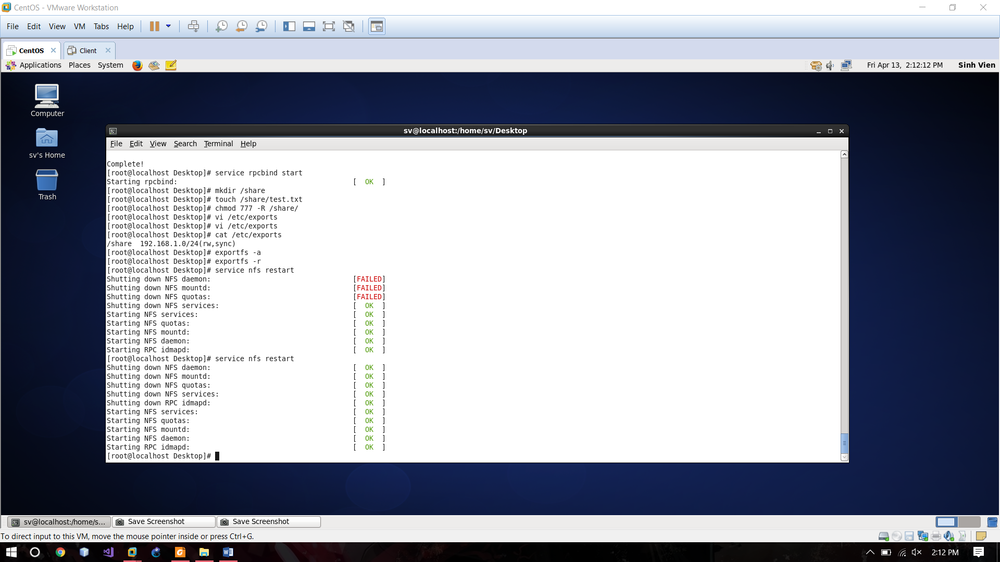 CentOS - VMware Workstation
File Edit View VM Tabs Help
CentOS Client
Applications Places System Fri Apr 13, 2:12:12 PM Sinh Vien
Computer
sv's Home
Trash
sv@localhost:/home/sv/Desktop
File Edit View Search Terminal Help
Complete!
[root@localhost Desktop]# service rpcbind start
Starting rpcbind: [ OK ]
[root@localhost Desktop]# mkdir /share
[root@localhost Desktop]# touch /share/test.txt
[root@localhost Desktop]# chmod 777 -R /share/
[root@localhost Desktop]# vi /etc/exports
[root@localhost Desktop]# vi /etc/exports
[root@localhost Desktop]# cat /etc/exports
/share 192.168.1.0/24(rw,sync)
[root@localhost Desktop]# exportfs -a
[root@localhost Desktop]# exportfs -r
[root@localhost Desktop]# service nfs restart
Shutting down NFS daemon: [FAILED]
Shutting down NFS mountd: [FAILED]
Shutting down NFS quotas: [FAILED]
Shutting down NFS services: [ OK ]
Starting NFS services: [ OK ]
Starting NFS quotas: [ OK ]
Starting NFS mountd: [ OK ]
Starting NFS daemon: [ OK ]
Starting RPC idmapd: [ OK ]
[root@localhost Desktop]# service nfs restart
Shutting down NFS daemon: [ OK ]
Shutting down NFS mountd: [ OK ]
Shutting down NFS quotas: [ OK ]
Shutting down NFS services: [ OK ]
Shutting down RPC idmapd: [ OK ]
Starting NFS services: [ OK ]
Starting NFS quotas: [ OK ]
Starting NFS mountd: [ OK ]
Starting NFS daemon: [ OK ]
Starting RPC idmapd: [ OK ]
[root@localhost Desktop]#
sv@localhost:/home/s... Save Screenshot Save Screenshot
To direct input to this VM, move the mouse pointer inside or press Ctrl+G.
2:12 PM